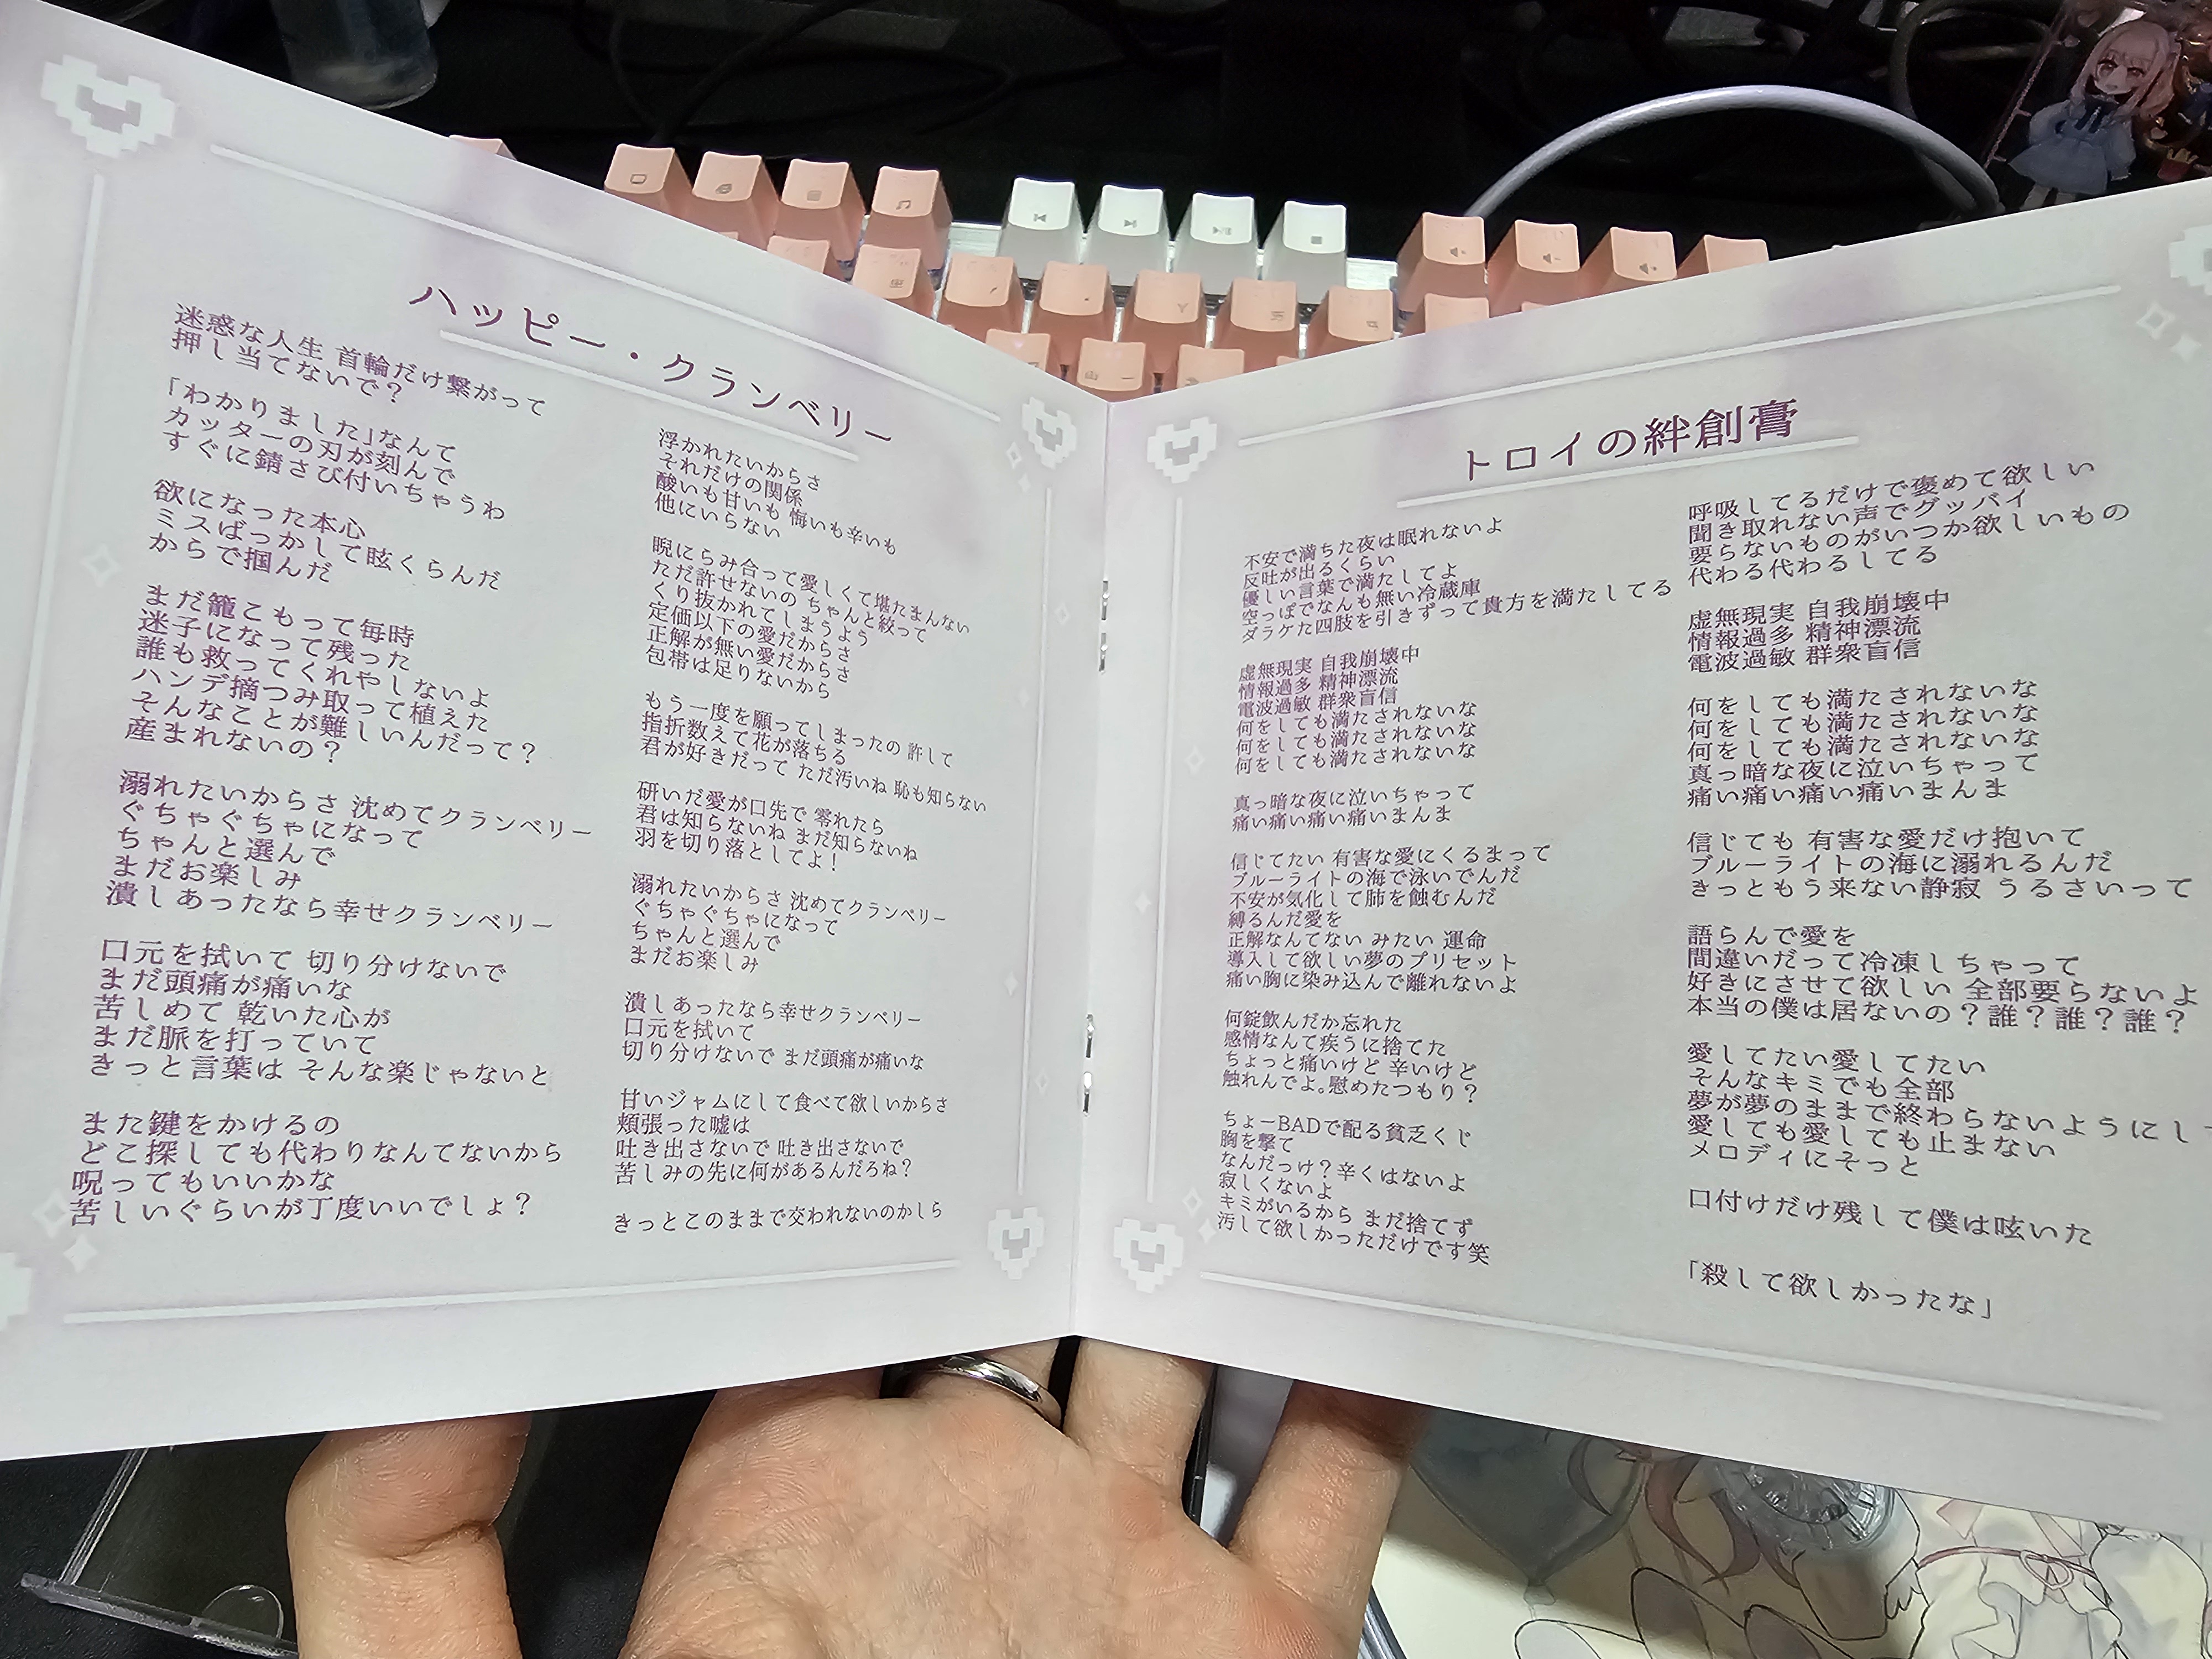 ハッピー・クランベリー
迷惑な人生 首輪だけ繋がって
押し当てないで？
「わかりました」なんて
カッターの刃が刻んで
すぐに錆さび付いちゃうわ
欲になった本心
ミスばっかして眩くらんだ
からで掴んだ
まだ籠こもって毎時
迷子になって残った
誰も救ってくれやしないよ
ハンデ摘つみ取って植えた
そんなことが難しいんだって？
産まれないの？
溺れたいからさ 沈めてクランベリー
ぐちゃぐちゃになって
ちゃんと選んで
まだお楽しみ
潰しあったなら幸せクランベリー
口元を拭いて 切り分けないで
まだ頭痛が痛いな
苦しめて 乾いた心が
まだ脈を打っていて
きっと言葉は そんな楽じゃないと
また鍵をかけるの
どこ探しても代わりなんてないから
呪ってもいいかな
苦しいぐらいが丁度いいでしょ？
浮かれたいからさ
それだけの関係
酸いも甘いも 悔いも辛いも
他にいらない
睨にらみ合って愛しくて堪たまんない
ただ許せないの ちゃんと絞って
くり抜かれてしまうよう
定価以下の愛だからさ
正解が無い愛だからさ
包帯は足りないから
もう一度を願ってしまったの 許して
指折数えて花が落ちる
君が好きだって ただ汚いね 恥も知らない
研いだ愛が口先で 零れたら
君は知らないね まだ知らないね
羽を切り落としてよ！
溺れたいからさ 沈めてクランベリー
ぐちゃぐちゃになって
ちゃんと選んで
まだお楽しみ
潰しあったなら幸せクランベリー
口元を拭いて
切り分けないで まだ頭痛が痛いな
甘いジャムにして食べて欲しいからさ
頬張った嘘は
吐き出さないで 吐き出さないで
苦しみの先に何があるんだろね？
きっとこのままで交われないのかしら
トロイの絆創膏
不安で満ちた夜は眠れないよ
反吐が出るくらい
優しい言葉で満たしてよ
空っぽでなんも無い冷蔵庫
ダラケた四肢を引きずって貴方を満たしてる
虚無現実 自我崩壊中
情報過多 精神漂流
電波過敏 群衆盲信
何をしても満たされないな
何をしても満たされないな
何をしても満たされないな
真っ暗な夜に泣いちゃって
痛い痛い痛い痛いまんま
信じてたい 有害な愛にくるまって
ブルーライトの海で泳いでんだ
不安が気化して肺を蝕むんだ
縛るんだ愛を
正解なんてない みたい 運命
導入して欲しい夢のプリセット
痛い胸に染み込んで離れないよ
何錠飲んだか忘れた
感情なんて疾うに捨てた
ちょっと痛いけど 辛いけど
触れんでよ。慰めたつもり？
ちょーBADで配る貧乏くじ
胸を撃て
なんだっけ？辛くはないよ
寂しくないよ
キミがいるから まだ捨てず
汚して欲しかっただけです笑
呼吸してるだけで褒めて欲しい
聞き取れない声でグッバイ
要らないものがいつか欲しいもの
代わる代わるしてる
虚無現実 自我崩壊中
情報過多 精神漂流
電波過敏 群衆盲信
何をしても満たされないな
何をしても満たされないな
何をしても満たされないな
真っ暗な夜に泣いちゃって
痛い痛い痛い痛いまんま
信じても 有害な愛だけ抱いて
ブルーライトの海に溺れるんだ
きっともう来ない静寂 うるさいって
語らんで愛を
間違いだって冷凍しちゃって
好きにさせて欲しい 全部要らないよ
本当の僕は居ないの？誰？誰？誰？
愛してたい愛してたい
そんなキミでも全部
夢が夢のままで終わらないようにし
愛しても愛しても止まない
メロディにそっと
口付けだけ残して僕は呟いた
「殺して欲しかったな」